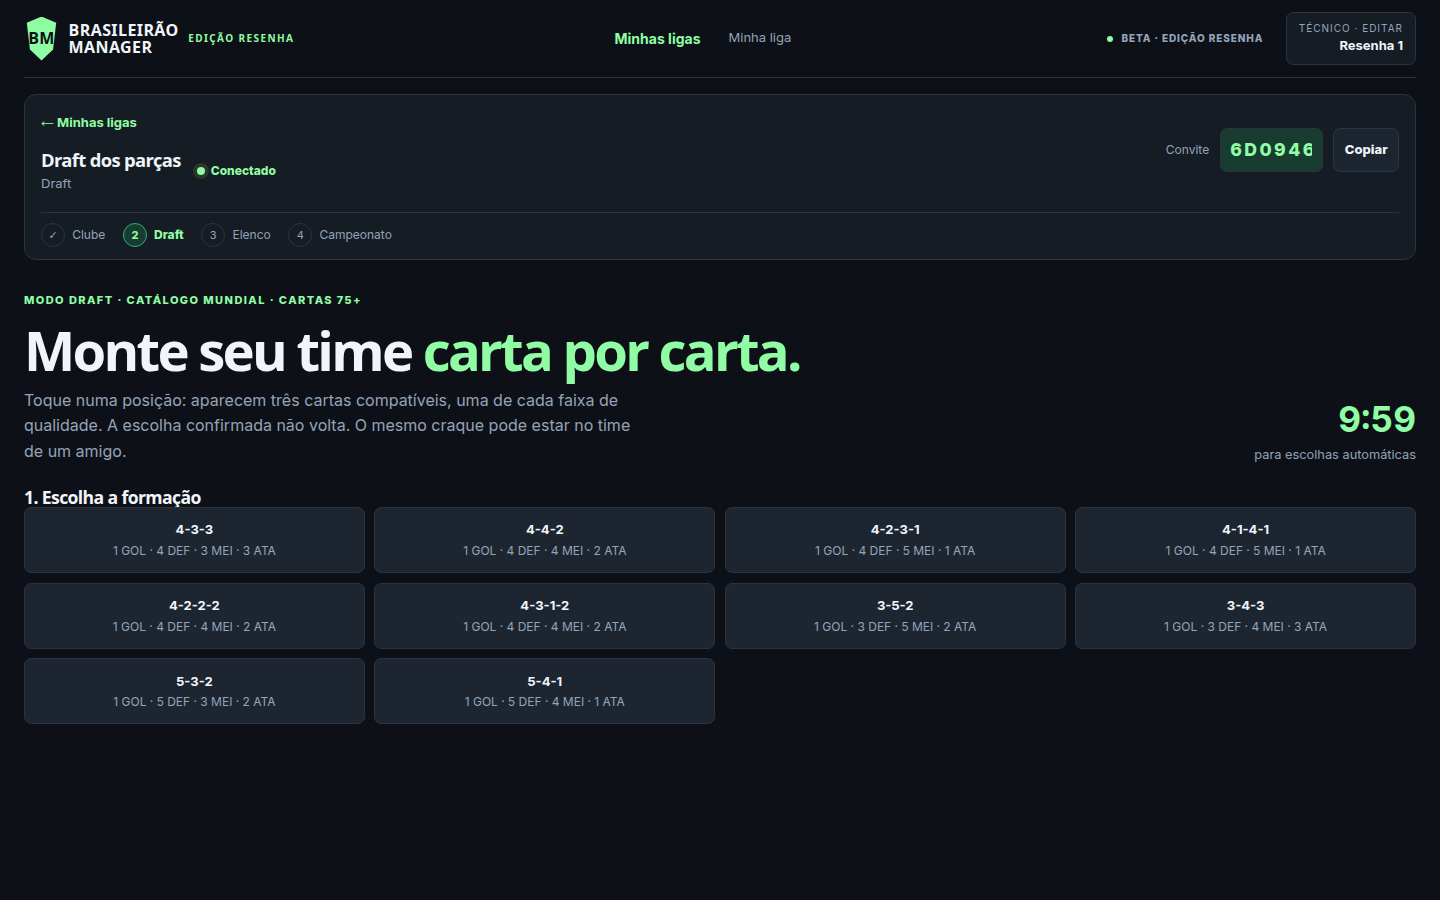 BM
BRASILEIRÃO
MANAGER
EDIÇÃO RESENHA
Minhas ligas
Minha liga
BETA · EDIÇÃO RESENHA
TÉCNICO · EDITAR
Resenha 1
← Minhas ligas
Draft dos parças
Conectado
Draft
Convite
6D0946
Copiar
✓ Clube
2 Draft
3 Elenco
4 Campeonato
MODO DRAFT · CATÁLOGO MUNDIAL · CARTAS 75+
Monte seu time carta por carta.
Toque numa posição: aparecem três cartas compatíveis, uma de cada faixa de
qualidade. A escolha confirmada não volta. O mesmo craque pode estar no time
de um amigo.
9:59
para escolhas automáticas
1. Escolha a formação
4-3-3
1 GOL · 4 DEF · 3 MEI · 3 ATA
4-4-2
1 GOL · 4 DEF · 4 MEI · 2 ATA
4-2-3-1
1 GOL · 4 DEF · 5 MEI · 1 ATA
4-1-4-1
1 GOL · 4 DEF · 5 MEI · 1 ATA
4-2-2-2
1 GOL · 4 DEF · 4 MEI · 2 ATA
4-3-1-2
1 GOL · 4 DEF · 4 MEI · 2 ATA
3-5-2
1 GOL · 3 DEF · 5 MEI · 2 ATA
3-4-3
1 GOL · 3 DEF · 4 MEI · 3 ATA
5-3-2
1 GOL · 5 DEF · 3 MEI · 2 ATA
5-4-1
1 GOL · 5 DEF · 4 MEI · 1 ATA